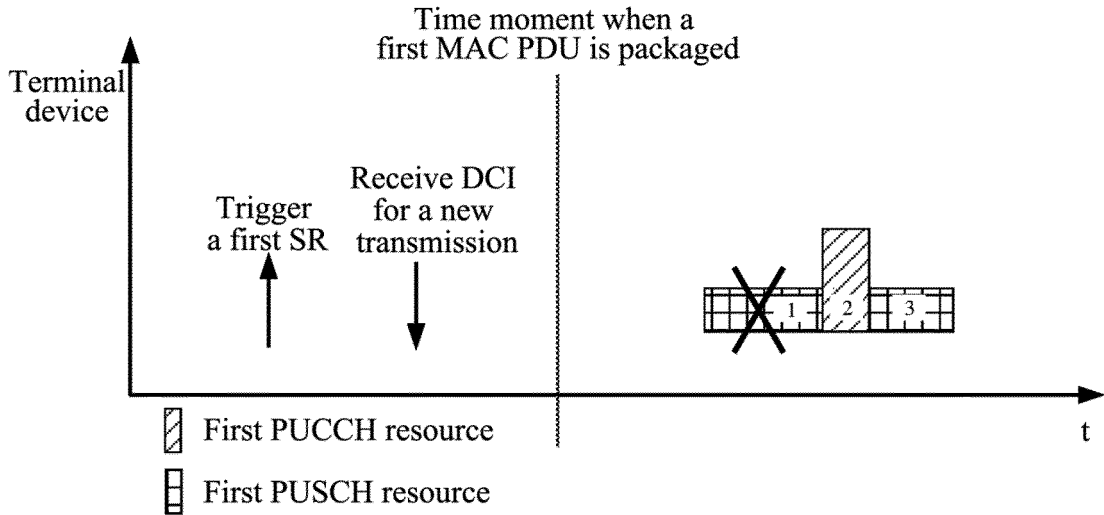 Time moment when a
first MAC PDU is packaged
Terminal
device
Receive DCI
for a new
transmission
Trigger
a first SR
1
2
3
t
First PUCCH resource
First PUSCH resource